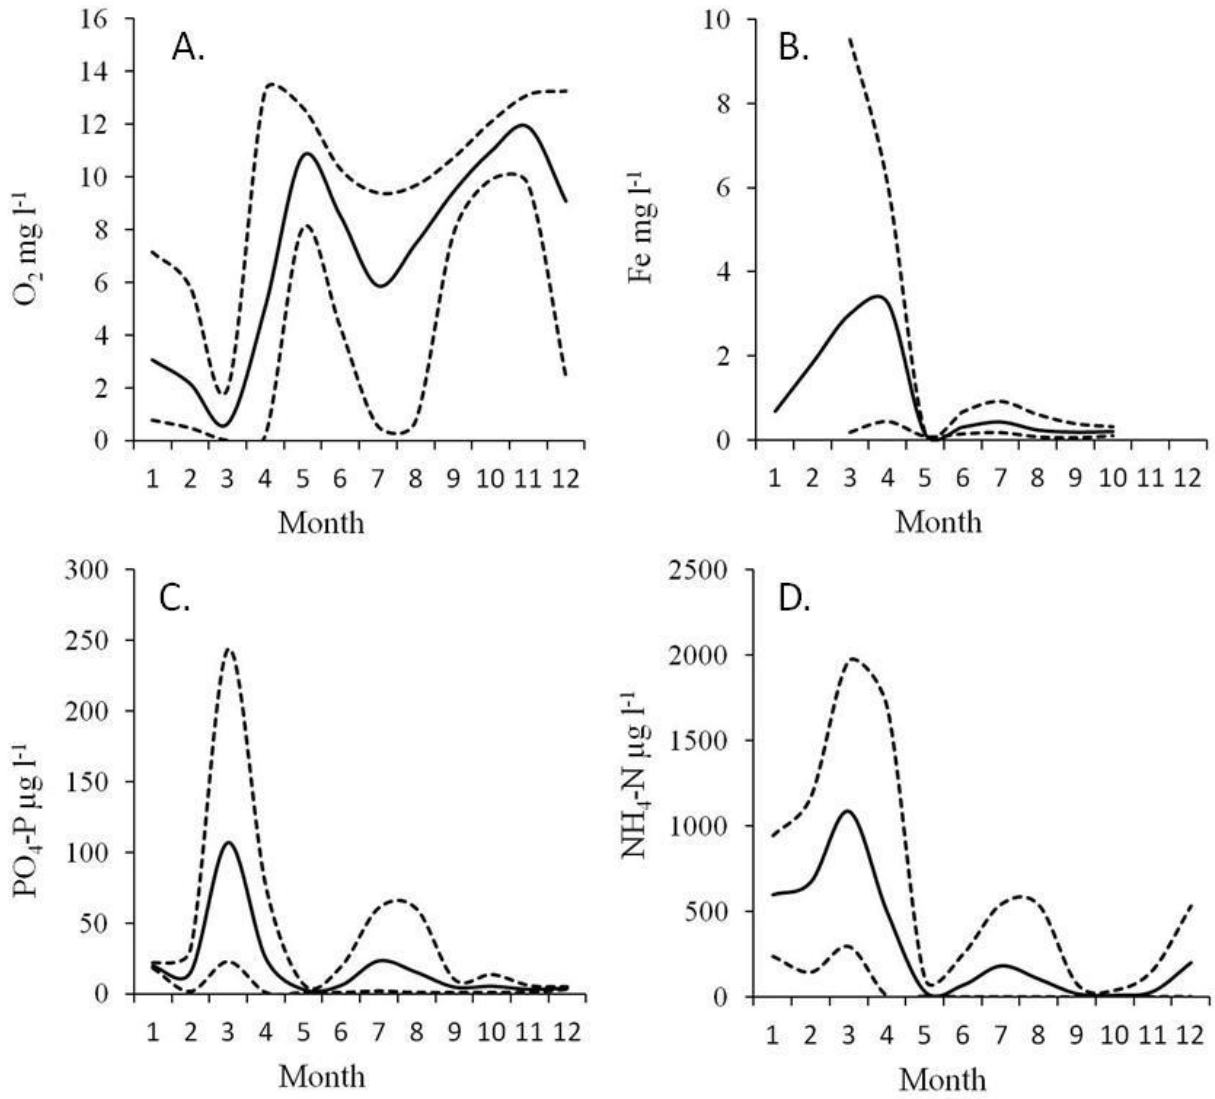 A.
O₂ mg l⁻¹
16
14
12
10
8
6
4
2
0
1 2 3 4 5 6 7 8 9 10 11 12
Month
B.
Fe mg l⁻¹
10
8
6
4
2
0
1 2 3 4 5 6 7 8 9 10 11 12
Month
C.
PO₄-P µg l⁻¹
300
250
200
150
100
50
0
1 2 3 4 5 6 7 8 9 10 11 12
Month
D.
NH₄-N µg l⁻¹
2500
2000
1500
1000
500
0
1 2 3 4 5 6 7 8 9 10 11 12
Month